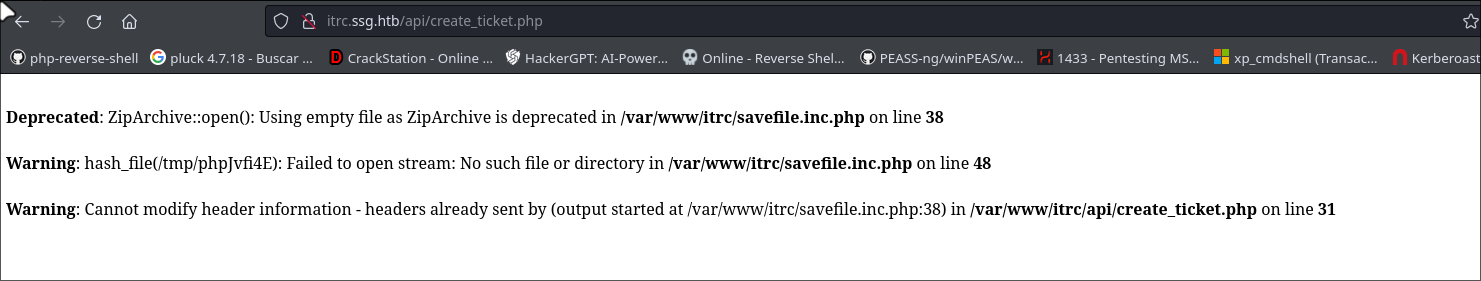 itrc.ssg.htb/api/create_ticket.php
php-reverse-shell pluck 4.7.18 - Buscar ... CrackStation - Online ... HackerGPT: AI-Power... Online - Reverse Shel... PEASS-ng/winPEAS/w... 1433 - Pentesting MS... xp_cmdshell (Transac... Kerberoast
Deprecated: ZipArchive::open(): Using empty file as ZipArchive is deprecated in /var/www/itrc/savefile.inc.php on line 38
Warning: hash_file(/tmp/phpJvfi4E): Failed to open stream: No such file or directory in /var/www/itrc/savefile.inc.php on line 48
Warning: Cannot modify header information - headers already sent by (output started at /var/www/itrc/savefile.inc.php:38) in /var/www/itrc/api/create_ticket.php on line 31